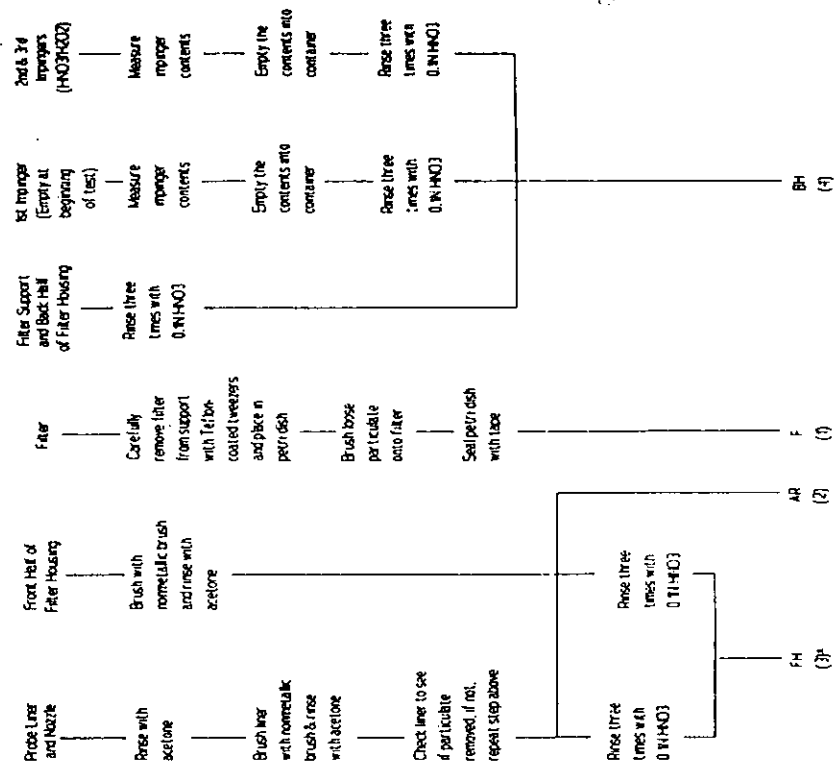 Probe Liner
and Nozzle
Rinse with
acetone
Brush liner
with nonmetallic
brush & rinse
with acetone
Check liner to see
if particulate
removed, if not,
repeat step above
Rinse three
times with
0.1N HNO3
FH
(3)ª
Front Half of
Filter Housing
Brush with
nonmetallic brush
and rinse with
acetone
Rinse three
times with
0.1N HNO3
AR
(2)
Filter
Carefully
remove filter
from support
with Teflon-
coated tweezers
and place in
petri dish
Brush loose
particulate
onto filter
Seal petri dish
with tape
F
(1)
Filter Support
and Back Half
of Filter Housing
Rinse three
times with
0.1N HNO3
1st Impinger
(Empty at
beginning
of test)
Measure
impinger
contents
Empty the
contents into
container
Rinse three
times with
0.1N HNO3
BH
(4)
2nd & 3rd
Impingers
(HNO3/H2O2)
Measure
impinger
contents
Empty the
contents into
container
Rinse three
times with
0.1N HNO3